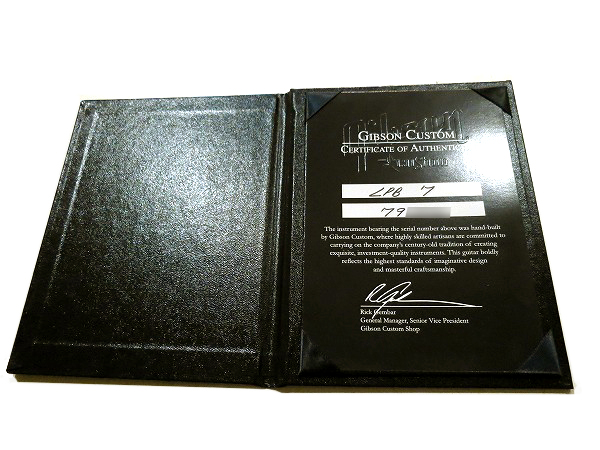 Gibson
Custom
GIBSON CUSTOM
CERTIFICATE OF AUTHENTIC
LPB 7
79
The instrument bearing the serial number above was hand-built
by Gibson Custom, where highly skilled artisans are committed to
carrying on the company's century-old tradition of creating
exquisite, investment-quality instruments. This guitar boldly
reflects the highest standards of imaginative design
and masterful craftsmanship.
Rick Gembar
General Manager, Senior Vice President
Gibson Custom Shop